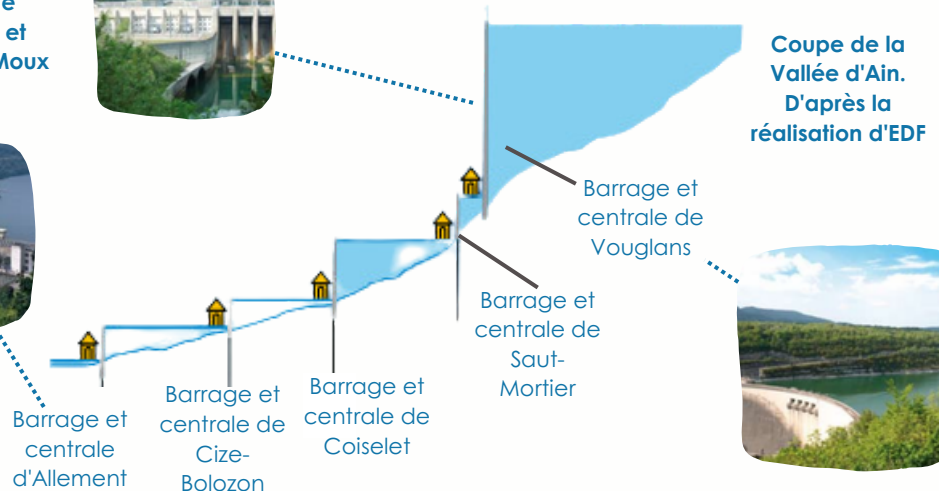 et
Moux
Coupe de la
Vallée d'Ain.
D'après la
réalisation d'EDF
Barrage et
centrale de
Vouglans
Barrage et
centrale de
Saut-
Mortier
Barrage et
centrale de
Coiselet
Barrage et
centrale de
Cize-
Bolozon
Barrage et
centrale
d'Allement